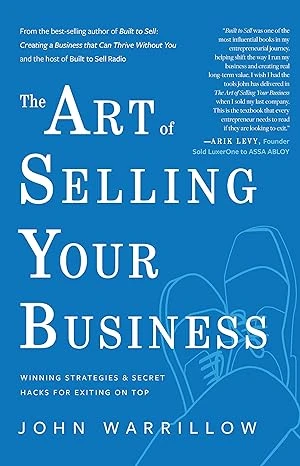 From the best-selling author of Built to Sell:
Creating a Business that Can Thrive Without You
and the host of Built to Sell Radio
"Built to Sell was one of the
most influential books in my
entrepreneurial journey,
helping shift the way I run my
business and creating real
long-term value. I wish I had the
tools John has delivered in
The Art of Selling Your Business
when I sold my last company.
This is the textbook that every
entrepreneur needs to read
if they are looking to exit."
—ARIK LEVY, Founder
Sold LuxerOne to ASSA ABLOY
The ART of
SELLING
YOUR
BUSINESS
WINNING STRATEGIES & SECRET
HACKS FOR EXITING ON TOP
JOHN WARRILLOW